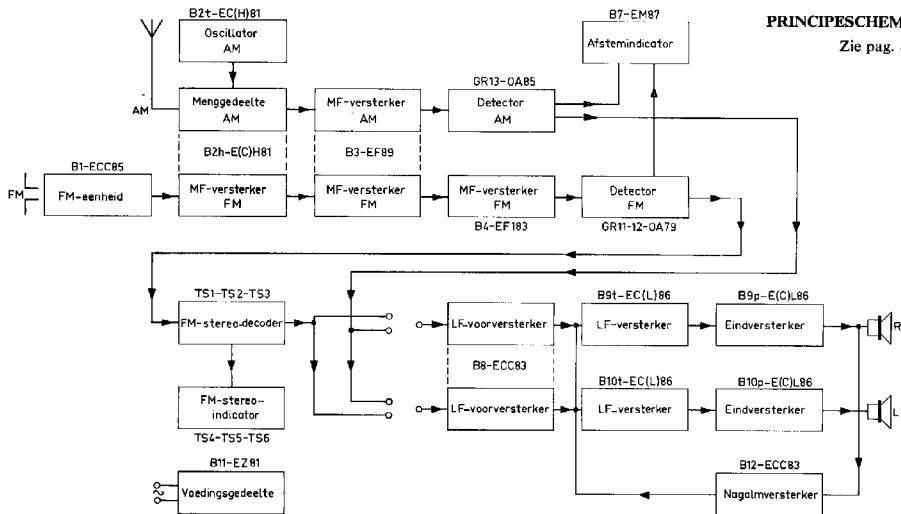 B2t-EC(H)81
Oscillator
AM
B7-EM87
Afstemindicator
PRINCIPESCHEM
Zie pag.
GR13-OA85
AM
Menggedeelte
AM
MF-versterker
AM
Detector
AM
B2h-E(C)H81
B3-EF89
B1-ECC85
FM
FM-eenheid
MF-versterker
FM
MF-versterker
FM
MF-versterker
FM
Detector
FM
B4-EF183
GR11-12-OA79
TS1-TS2-TS3
FM-stereo-decoder
B9t-EC(L)86
B9p-E(C)L86
LF-voorversterker
LF-versterker
Eindversterker
R
B8-ECC83
B10t-EC(L)86
B10p-E(C)L86
FM-stereo-
indicator
LF-voorversterker
LF-versterker
Eindversterker
L
TS4-TS5-TS6
B11-EZ81
Voedingsgedeelte
B12-ECC83
Nagalmversterker